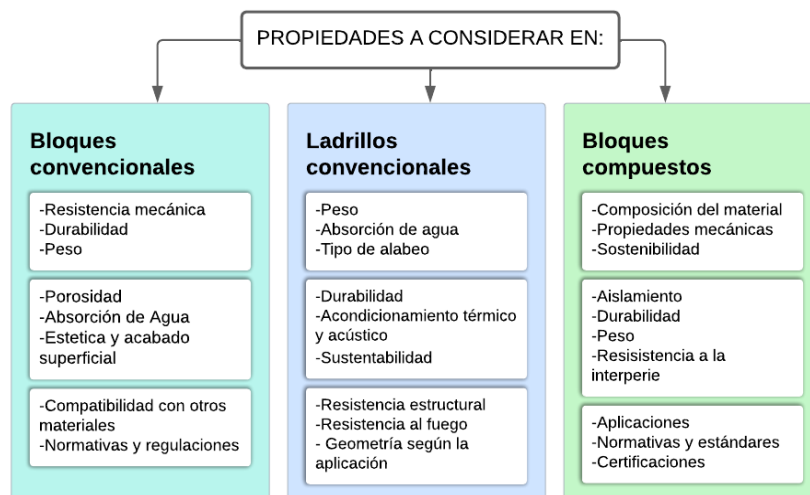 PROPIEDADES A CONSIDERAR EN:
Bloques
convencionales
-Resistencia mecánica
-Durabilidad
-Peso
-Porosidad
-Absorción de Agua
-Estetica y acabado
superficial
-Compatibilidad con otros
materiales
-Normativas y regulaciones
Ladrillos
convencionales
-Peso
-Absorción de agua
-Tipo de alabeo
-Durabilidad
-Acondicionamiento térmico
y acústico
-Sustentabilidad
-Resistencia estructural
-Resistencia al fuego
- Geometría según la
aplicación
Bloques
compuestos
-Composición del material
-Propiedades mecánicas
-Sostenibilidad
-Aislamiento
-Durabilidad
-Peso
-Resisistencia a la
interperie
-Aplicaciones
-Normativas y estándares
-Certificaciones